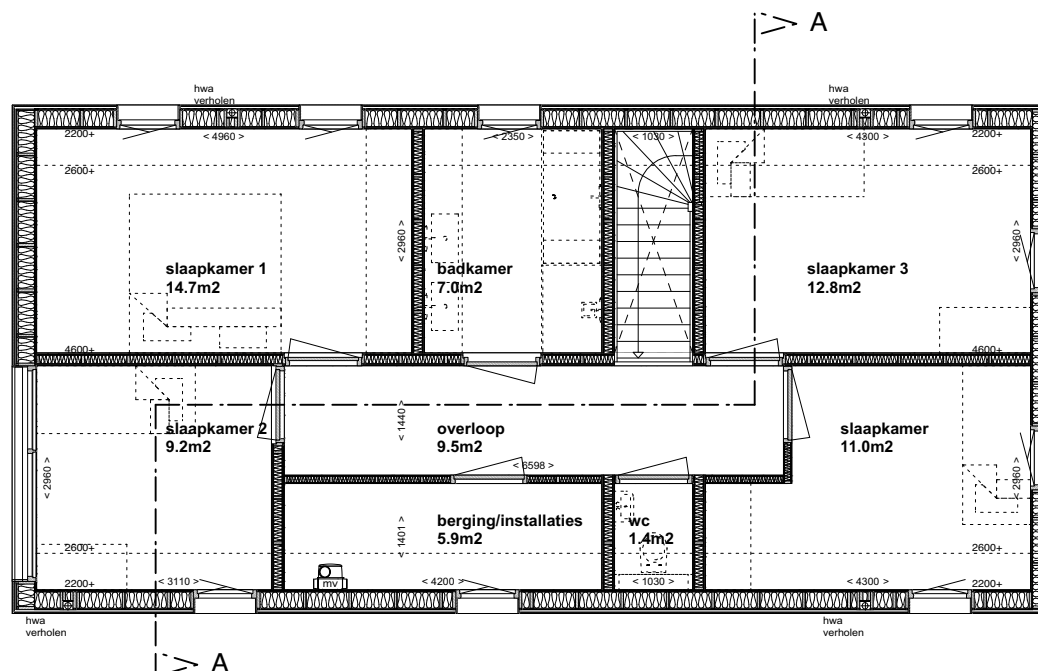 A
hwa
verholen
hwa
verholen
2200+
< 4960 >
< 2350 >
< 1030 >
< 4300 >
2200+
2600+
2600+
< 2960 >
< 2960 >
slaapkamer 1
14.7m2
badkamer
7.0m2
slaapkamer 3
12.8m2
4600+
4600+
slaapkamer 2
9.2m2
< 1440 >
overloop
9.5m2
slaapkamer
11.0m2
< 6598 >
< 2960 >
< 2960 >
berging/installaties
5.9m2
wc
1.4m2
< 1401 >
2600+
2600+
mv
2200+
< 3110 >
< 4200 >
< 1030 >
< 4300 >
2200+
hwa
verholen
hwa
verholen
A